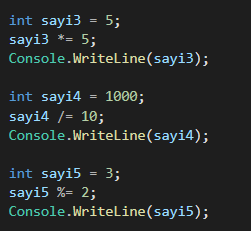 int sayi3 = 5;
sayi3 *= 5;
Console.WriteLine(sayi3);
int sayi4 = 1000;
sayi4 /= 10;
Console.WriteLine(sayi4);
int sayi5 = 3;
sayi5 %= 2;
Console.WriteLine(sayi5);